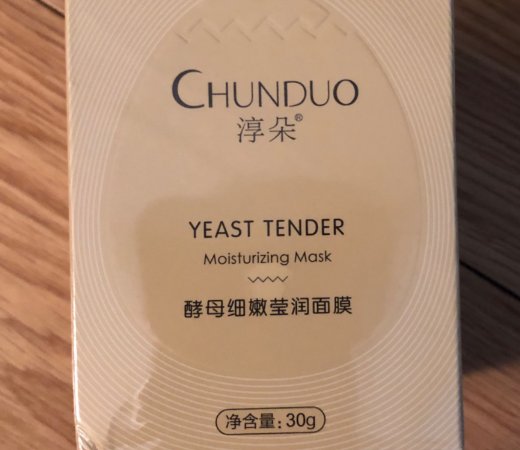 CHUNDUO
淳朵®
YEAST TENDER
Moisturizing Mask
酵母细嫩莹润面膜
净含量: 30g